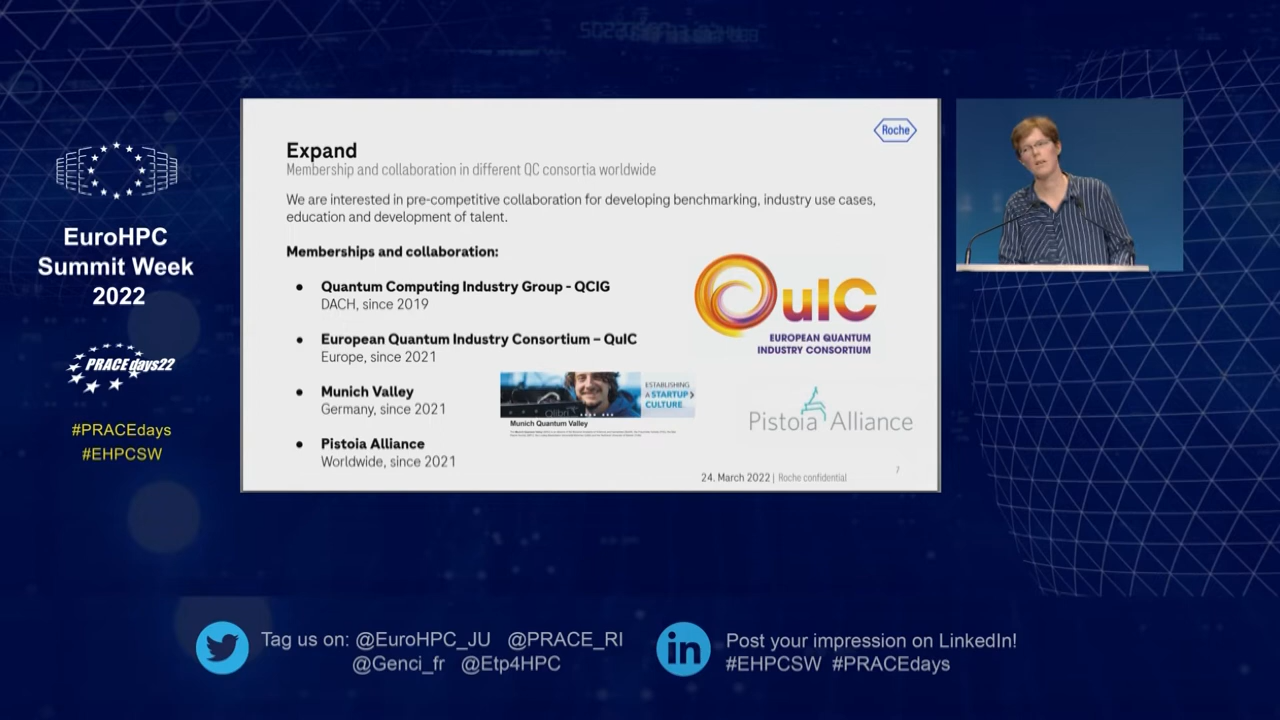 EuroHPC
Summit Week
2022
PRACEdays22
#PRACEdays
#EHPCSW
Roche
Expand
Membership and collaboration in different QC consortia worldwide
We are interested in pre-competitive collaboration for developing benchmarking, industry use cases,
education and development of talent.
Memberships and collaboration:
● Quantum Computing Industry Group - QCIG
DACH, since 2019
● European Quantum Industry Consortium – QuIC
Europe, since 2021
● Munich Valley
Germany, since 2021
● Pistoia Alliance
Worldwide, since 2021
QuIC
EUROPEAN QUANTUM
INDUSTRY CONSORTIUM
ESTABLISHING
A STARTUP
CULTURE
Munich Quantum Valley
Pistoia Alliance
24. March 2022 | Roche confidential
7
Tag us on: @EuroHPC_JU @PRACE_RI
@Genci_fr @Etp4HPC
in
Post your impression on LinkedIn!
#EHPCSW #PRACEdays